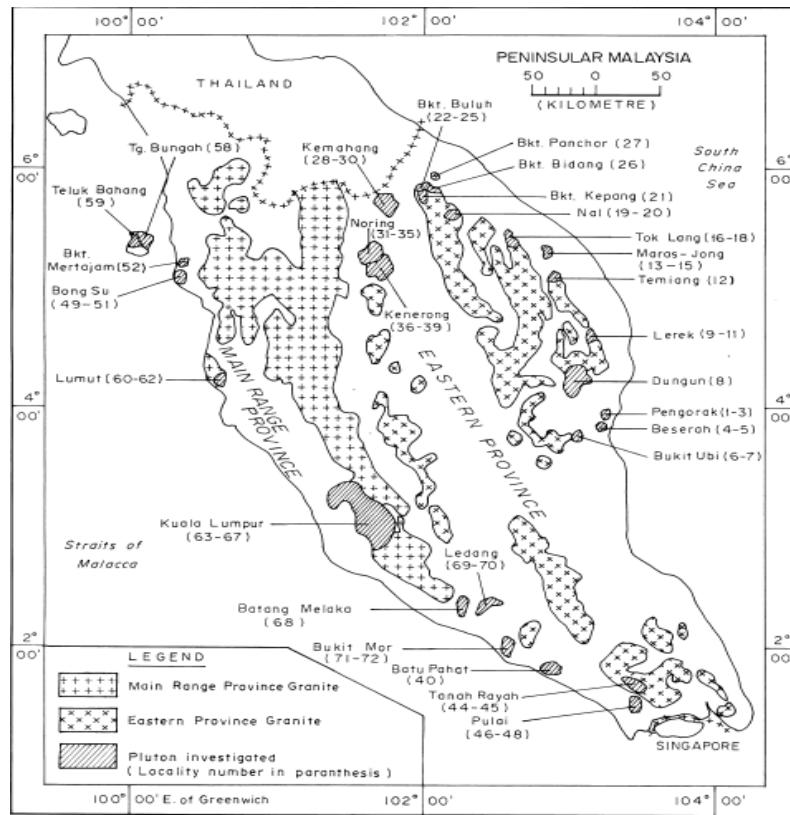 100° 00'
102° 00'
104° 00'
PENINSULAR MALAYSIA
50 0 50
(KILOMETRE)
THAILAND
Bkt. Buluh
(22-25)
Tg. Bungah (58)
Kemahang
(28-30)
Bkt. Panchor (27)
Bkt. Bidang (26)
South
China
Sea
6°
00'
6°
00'
Teluk Bahang
(59)
Bkt. Kepang (21)
Nal (19-20)
Noring
(31-35)
Tok Lang (16-18)
Maras-Jong
(13-15)
Temiang (12)
Bkt.
Mertajam (52)
Bong Su
(49-51)
Kenerong
(36-39)
Lerek (9-11)
MAIN RANGE
PROVINCE
EASTERN PROVINCE
Lumut (60-62)
Dungun (8)
4°
00'
4°
00'
Pengorak (1-3)
Beserah (4-5)
Bukit Ubi (6-7)
Kuala Lumpur
(63-67)
Straits of
Malacca
Ledang
(69-70)
Batang Melaka
(68)
2°
00'
2°
00'
Bukit Mor
(71-72)
Batu Pahat
(40)
Tanah Rayah
(44-45)
Pulai
(46-48)
SINGAPORE
LEGEND
Main Range Province Granite
Eastern Province Granite
Pluton investigated
(Locality number in paranthesis)
100° 00' E. of Greenwich
102° 00'
104° 00'